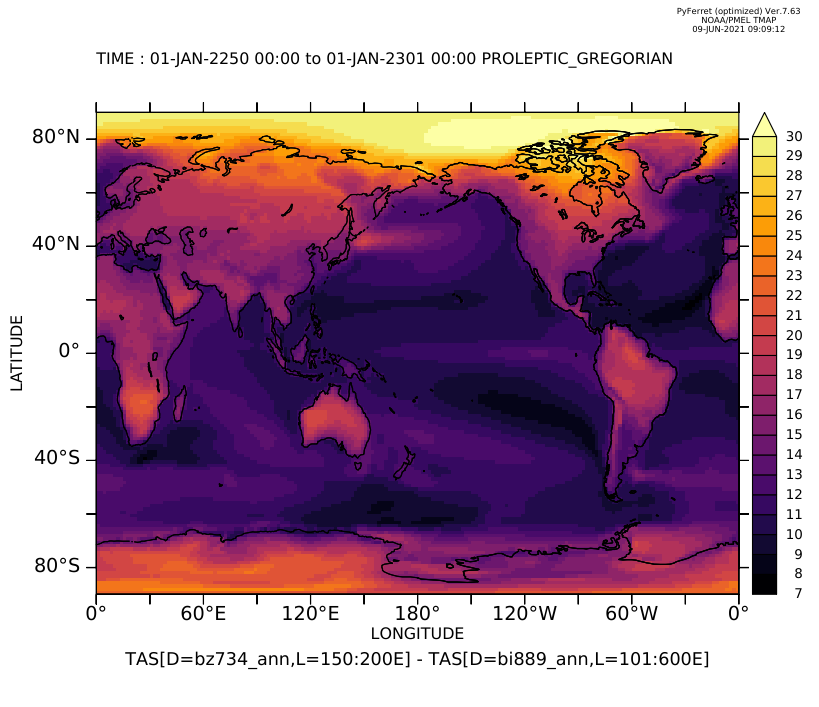 PyFerret (optimized) Ver.7.63
NOAA/PMEL TMAP
09-JUN-2021 09:09:12
TIME : 01-JAN-2250 00:00 to 01-JAN-2301 00:00 PROLEPTIC_GREGORIAN
80°N
40°N
0°
40°S
80°S
LATITUDE
30
29
28
27
26
25
24
23
22
21
20
19
18
17
16
15
14
13
12
11
10
9
8
7
0° 60°E 120°E 180° 120°W 60°W 0°
LONGITUDE
TAS[D=bz734_ann,L=150:200E] - TAS[D=bi889_ann,L=101:600E]